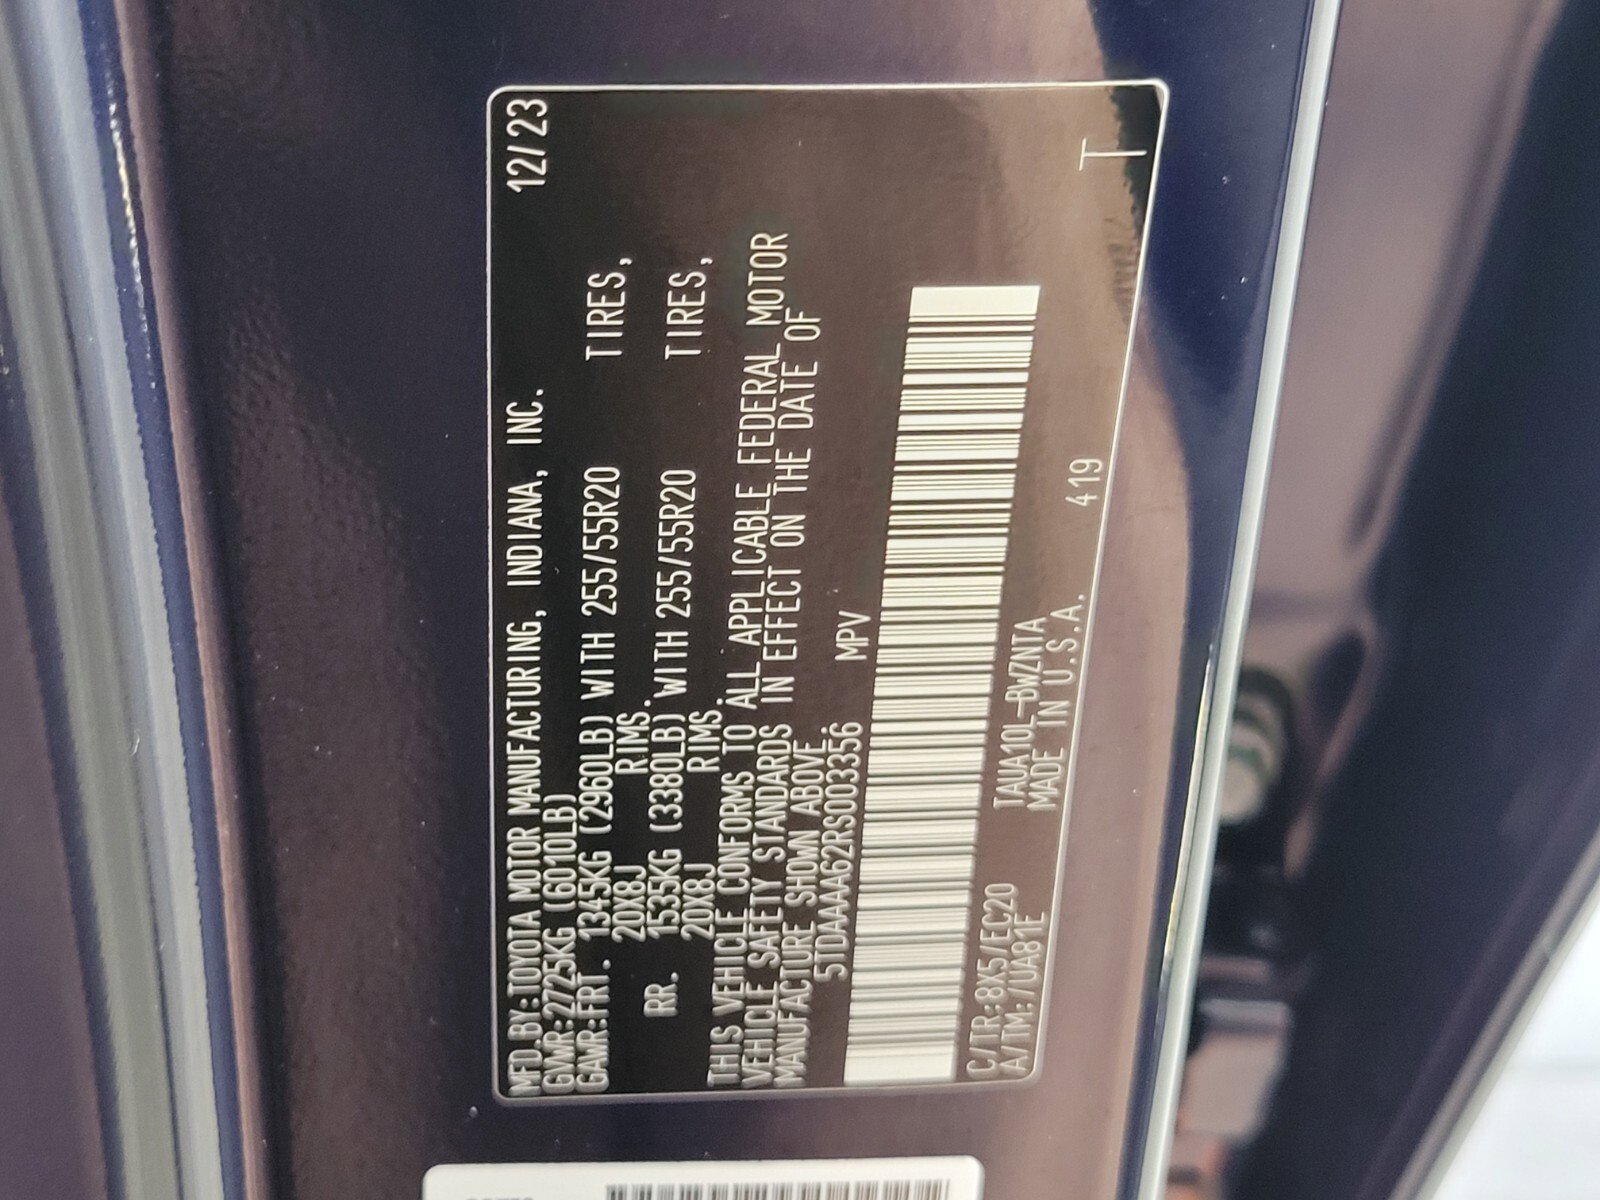 MFD.BY:TOYOTA MOTOR MANUFACTURING, INDIANA, INC. 12/23
GVWR:2725KG (6010LB)
GAWR:FRT. 1345KG (2960LB) WITH 255/55R20 TIRES,
20X8J RIMS.
RR. 1535KG (3380LB) WITH 255/55R20 TIRES,
20X8J RIMS.
THIS VEHICLE CONFORMS TO ALL APPLICABLE FEDERAL MOTOR
VEHICLE SAFETY STANDARDS IN EFFECT ON THE DATE OF
MANUFACTURE SHOWN ABOVE.
5TDAAAA62RS003356 MPV
C/TR:8X5/EC20 TAUA10L-BWZNTA 419
A/TM:/UA81E MADE IN U.S.A. T